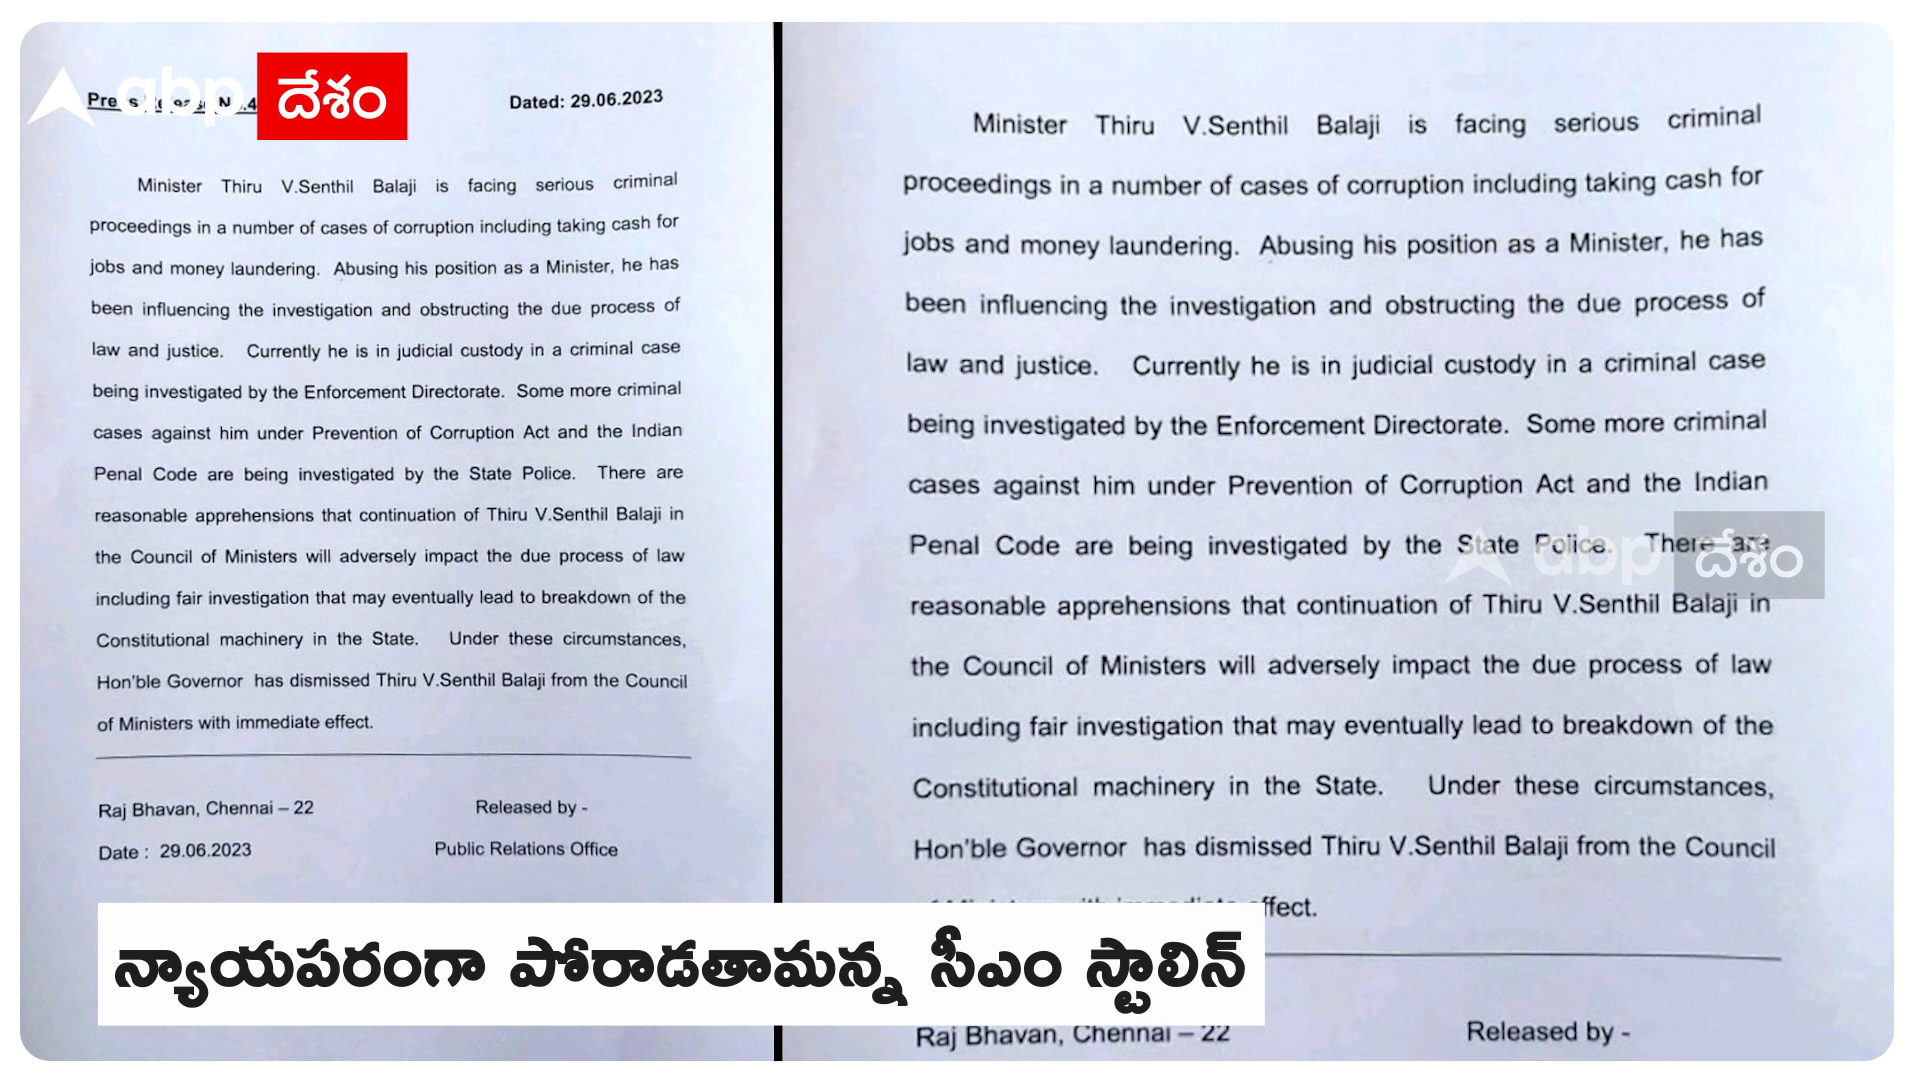 abp దేశం
Dated: 29.06.2023
Minister Thiru V.Senthil Balaji is facing serious criminal
proceedings in a number of cases of corruption including taking cash for
jobs and money laundering. Abusing his position as a Minister, he has
been influencing the investigation and obstructing the due process of
law and justice. Currently he is in judicial custody in a criminal case
being investigated by the Enforcement Directorate. Some more criminal
cases against him under Prevention of Corruption Act and the Indian
Penal Code are being investigated by the State Police. There are
reasonable apprehensions that continuation of Thiru V.Senthil Balaji in
the Council of Ministers will adversely impact the due process of law
including fair investigation that may eventually lead to breakdown of the
Constitutional machinery in the State. Under these circumstances,
Hon'ble Governor has dismissed Thiru V.Senthil Balaji from the Council
of Ministers with immediate effect.
Raj Bhavan, Chennai – 22
Released by -
Date : 29.06.2023
Public Relations Office
Minister Thiru V.Senthil Balaji is facing serious criminal
proceedings in a number of cases of corruption including taking cash for
jobs and money laundering. Abusing his position as a Minister, he has
been influencing the investigation and obstructing the due process of
law and justice. Currently he is in judicial custody in a criminal case
being investigated by the Enforcement Directorate. Some more criminal
cases against him under Prevention of Corruption Act and the Indian
Penal Code are being investigated by the State Police. There are
abp దేశం
reasonable apprehensions that continuation of Thiru V.Senthil Balaji in
the Council of Ministers will adversely impact the due process of law
including fair investigation that may eventually lead to breakdown of the
Constitutional machinery in the State. Under these circumstances,
Hon'ble Governor has dismissed Thiru V.Senthil Balaji from the Council
Raj Bhavan, Chennai – 22
Released by -
న్యాయపరంగా పోరాడతామన్న సీఎం స్టాలిన్